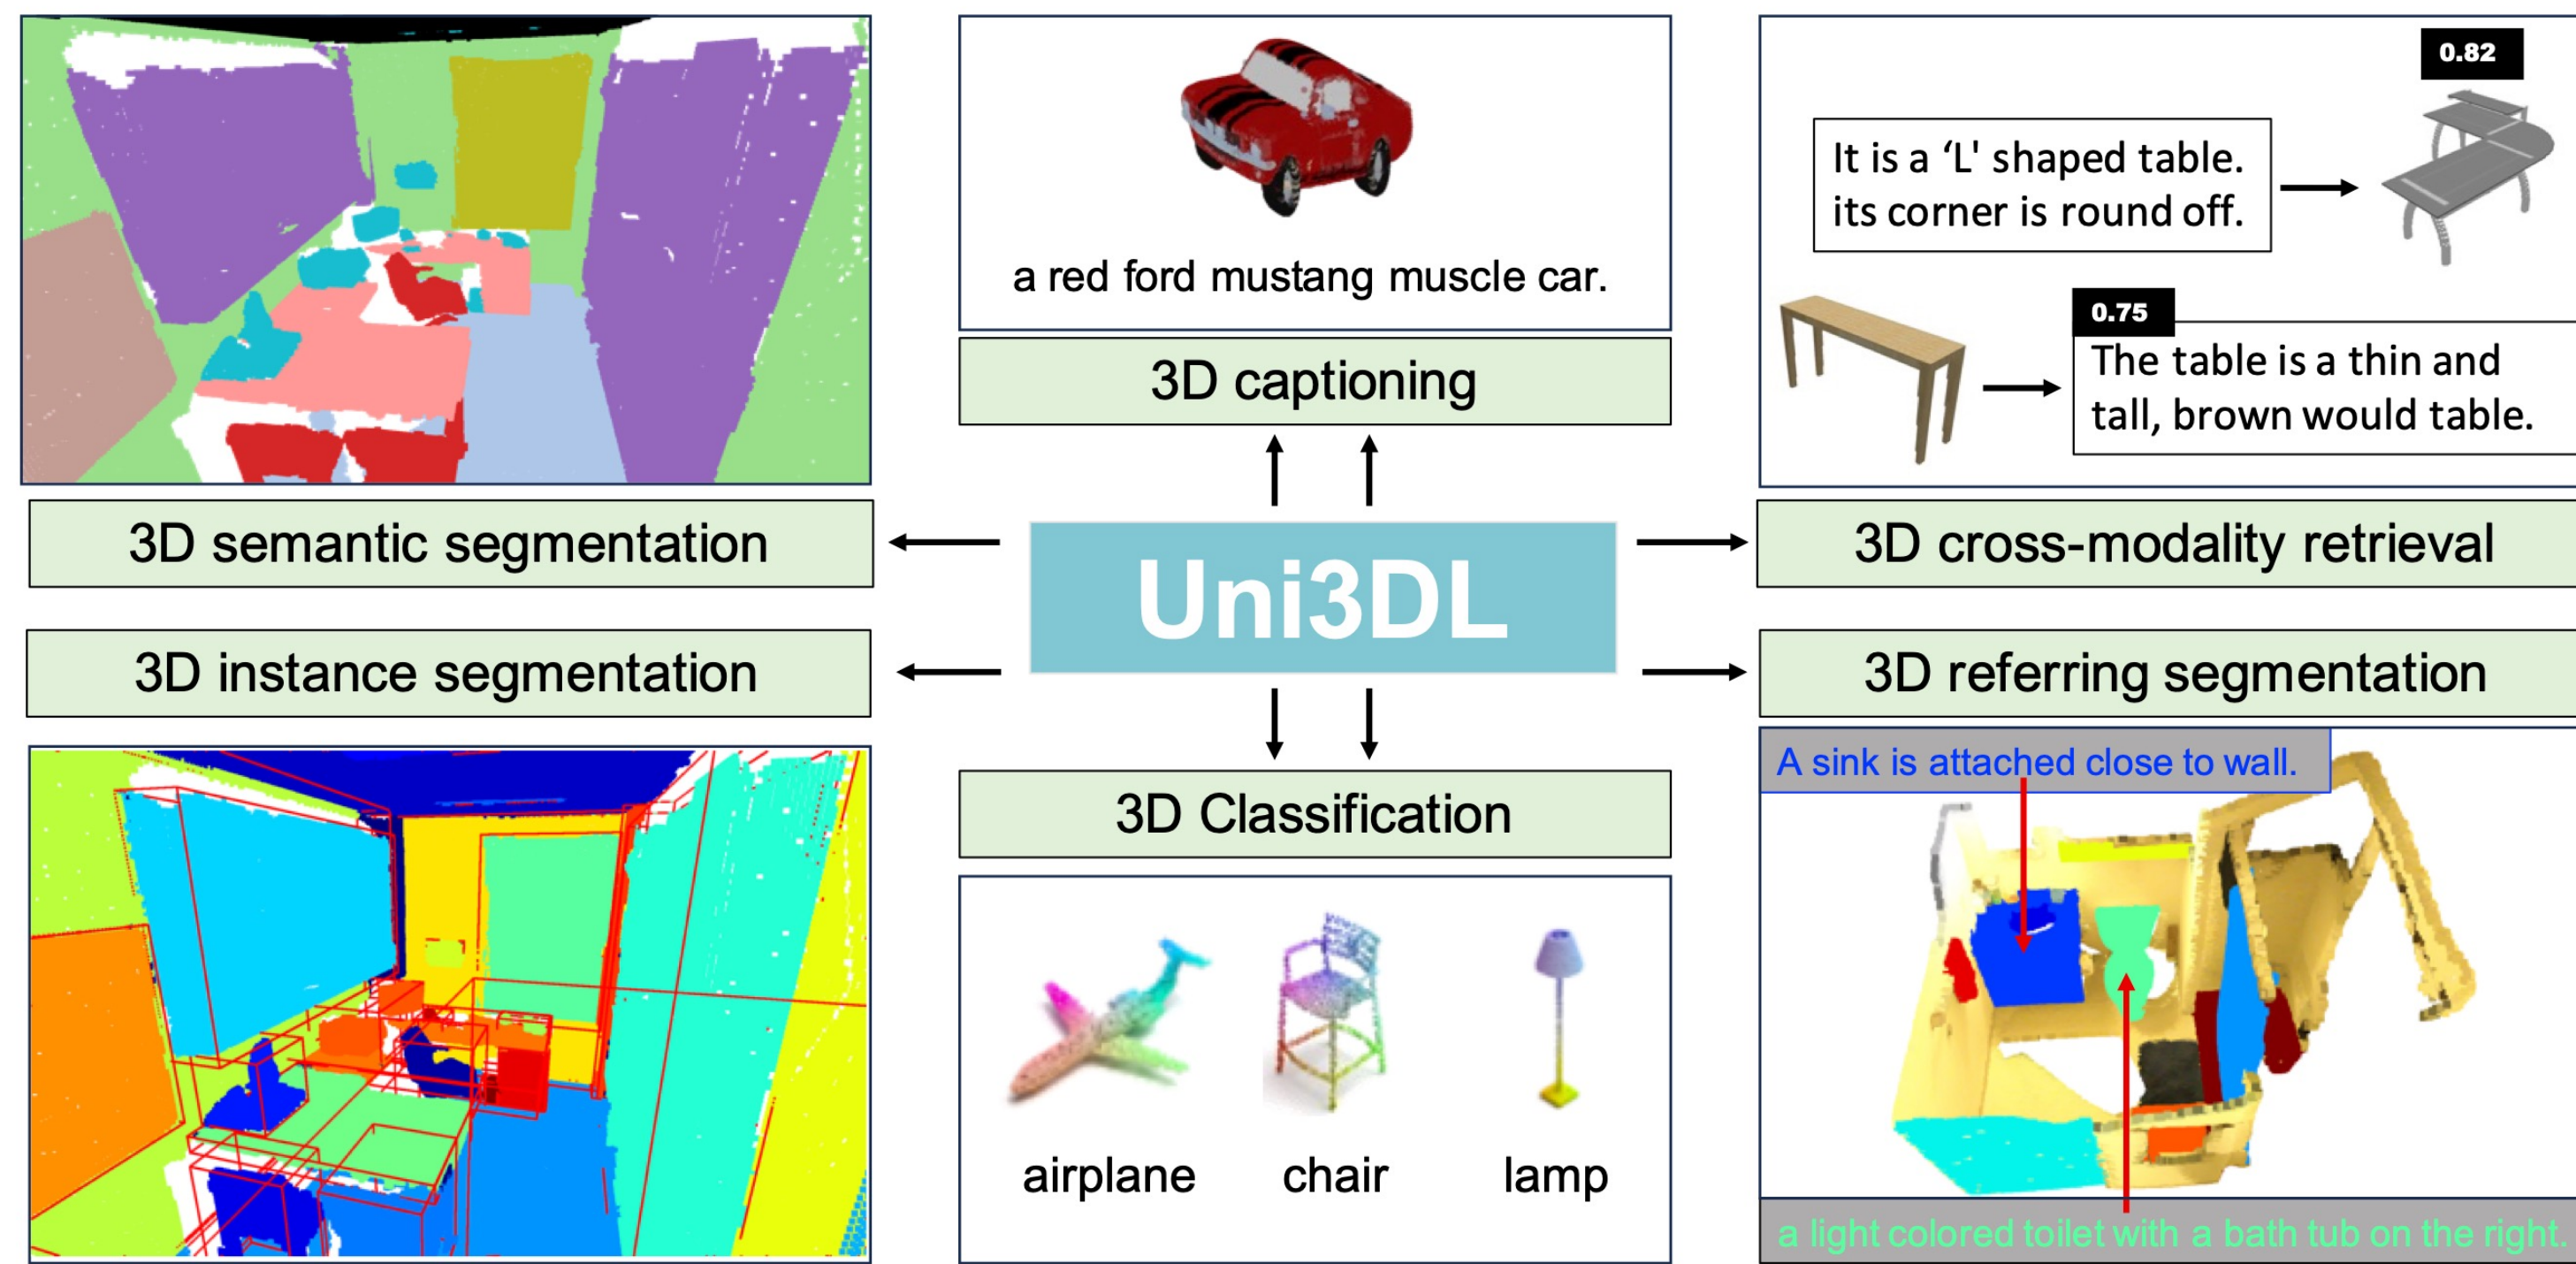 0.82
It is a ‘L' shaped table.
its corner is round off.
0.75
The table is a thin and
tall, brown would table.
a red ford mustang muscle car.
3D captioning
3D semantic segmentation
Uni3DL
3D cross-modality retrieval
3D instance segmentation
3D referring segmentation
A sink is attached close to wall.
3D Classification
airplane
chair
lamp
a light colored toilet with a bath tub on the right.